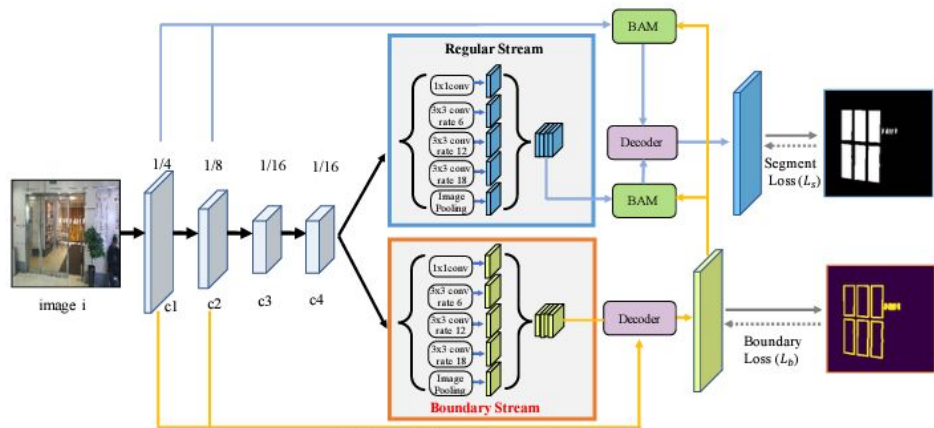 BAM
Regular Stream
1x1conv
3x3 conv
rate 6
3x3 conv
rate 12
3x3 conv
rate 18
Image
Pooling
Decoder
BAM
1/4
1/8
1/16
1/16
Segment
Loss (Ls)
image i
c1
c2
c3
c4
1x1conv
3x3 conv
rate 6
3x3 conv
rate 12
3x3 conv
rate 18
Image
Pooling
Boundary Stream
Decoder
Boundary
Loss (Lb)